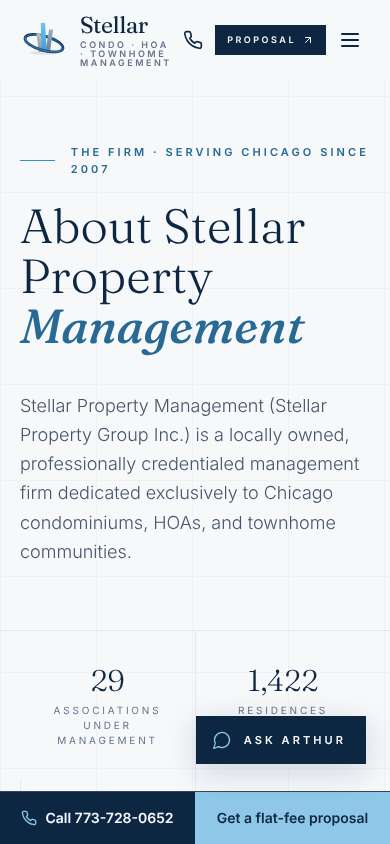 Stellar
CONDO · HOA
· TOWNHOME
MANAGEMENT
PROPOSAL
THE FIRM · SERVING CHICAGO SINCE
2007
About Stellar
Property
Management
Stellar Property Management (Stellar
Property Group Inc.) is a locally owned,
professionally credentialed management
firm dedicated exclusively to Chicago
condominiums, HOAs, and townhome
communities.
29
ASSOCIATIONS
UNDER
MANAGEMENT
1,422
RESIDENCES
ASK ARTHUR
Call 773-728-0652
Get a flat-fee proposal